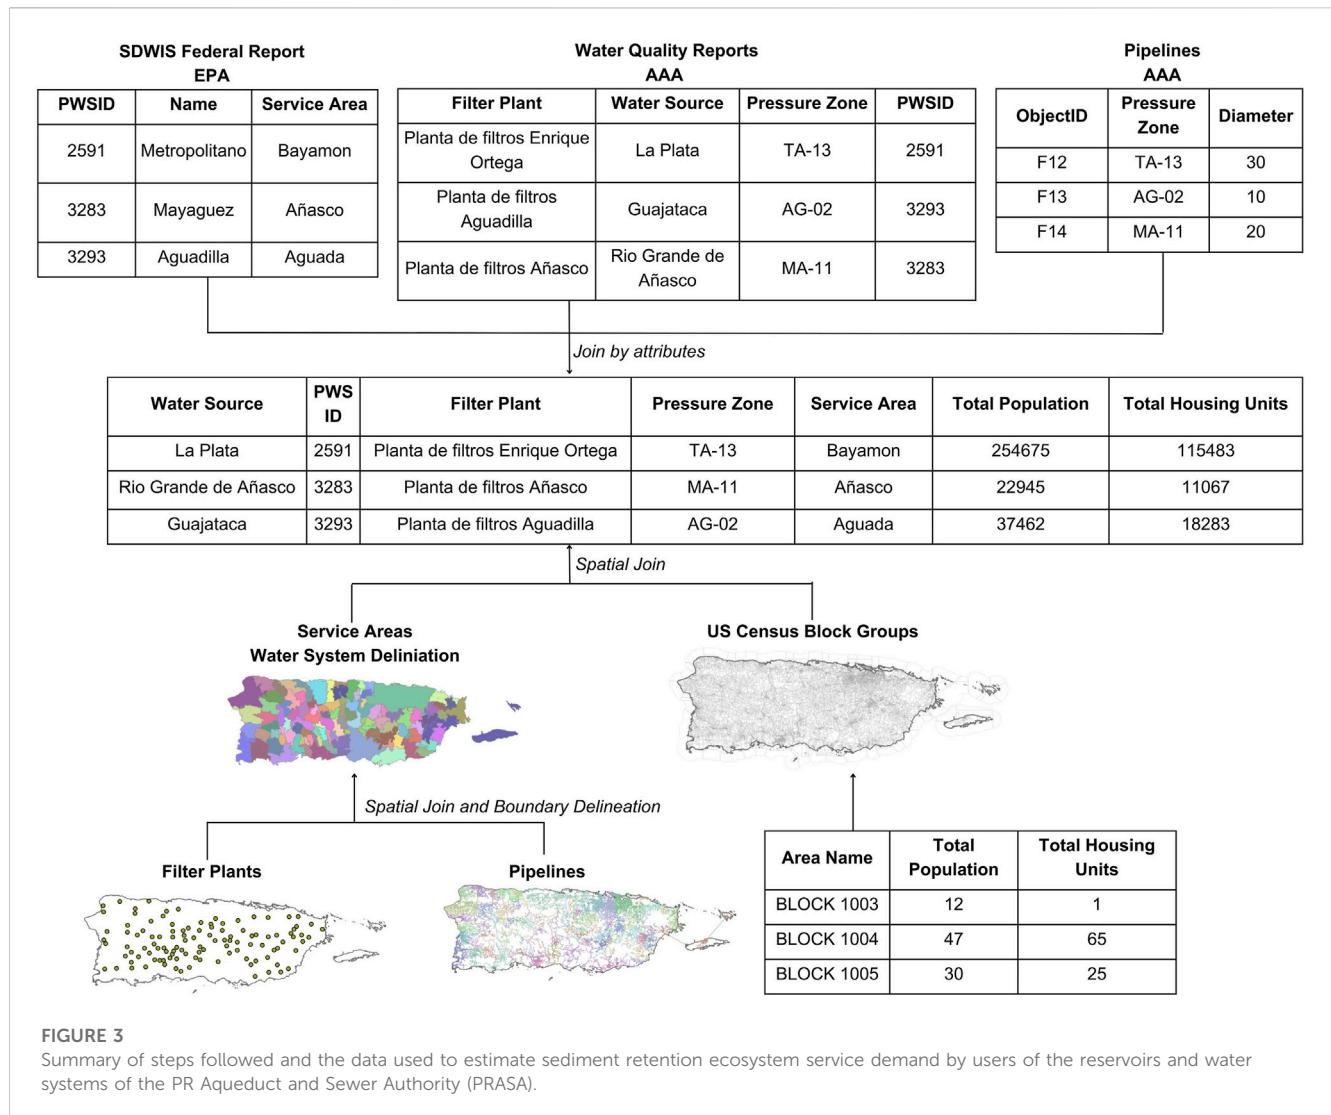 SDWIS Federal Report
EPA
PWSID Name Service Area
2591 Metropolitano Bayamon
3283 Mayaguez Añasco
3293 Aguadilla Aguada
Water Quality Reports
AAA
Filter Plant Water Source Pressure Zone PWSID
Planta de filtros Enrique
Ortega
La Plata TA-13 2591
Planta de filtros
Aguadilla
Guajataca AG-02 3293
Planta de filtros Añasco
Rio Grande de
Añasco
MA-11 3283
Pipelines
AAA
ObjectID
Pressure
Zone
Diameter
F12 TA-13 30
F13 AG-02 10
F14 MA-11 20
Join by attributes
Water Source
PWS
ID
Filter Plant Pressure Zone Service Area Total Population Total Housing Units
La Plata 2591 Planta de filtros Enrique Ortega TA-13 Bayamon 254675 115483
Rio Grande de Añasco 3283 Planta de filtros Añasco MA-11 Añasco 22945 11067
Guajataca 3293 Planta de filtros Aguadilla AG-02 Aguada 37462 18283
Spatial Join
Service Areas
Water System Deliniation
US Census Block Groups
Spatial Join and Boundary Delineation
Filter Plants
Pipelines
Area Name
Total
Population
Total Housing
Units
BLOCK 1003 12 1
BLOCK 1004 47 65
BLOCK 1005 30 25
FIGURE 3
Summary of steps followed and the data used to estimate sediment retention ecosystem service demand by users of the reservoirs and water
systems of the PR Aqueduct and Sewer Authority (PRASA).